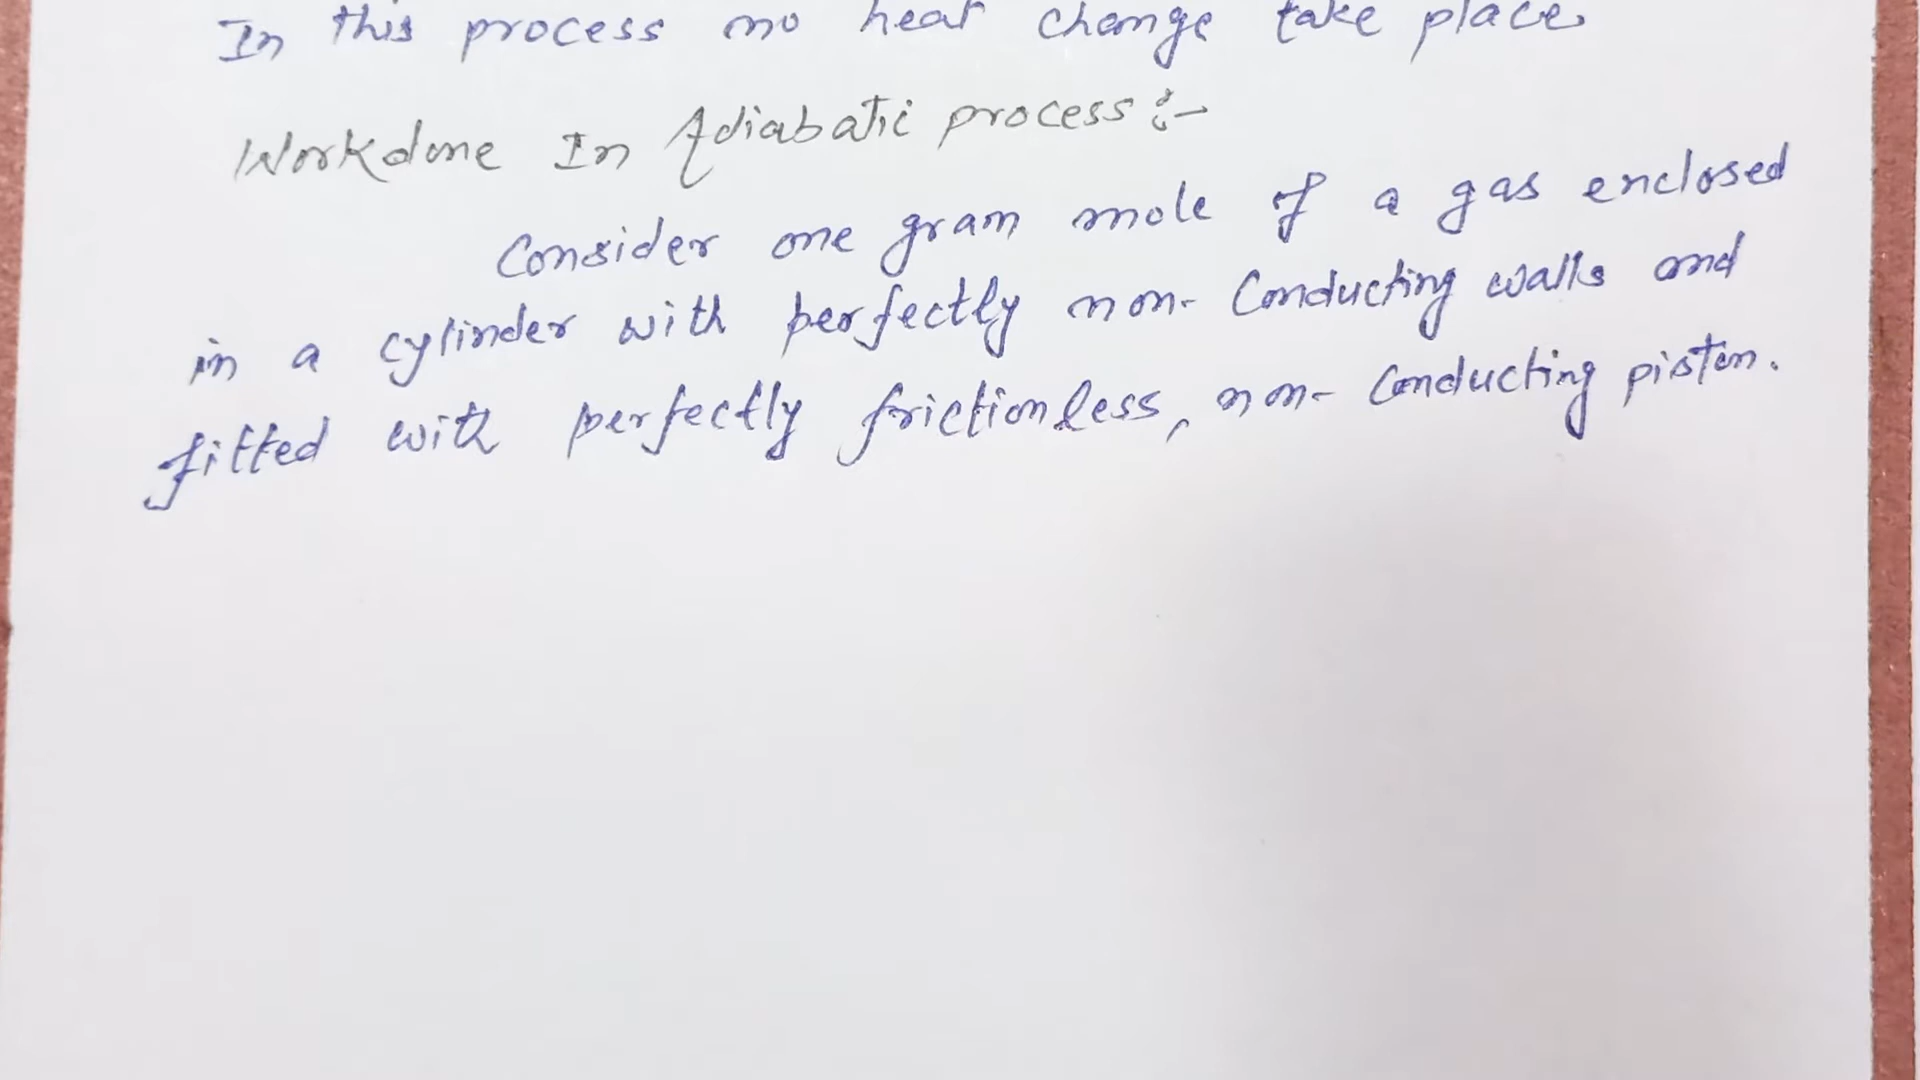 In this process no heat change take place
Workdone In Adiabatic process :-
Consider one gram mole of a gas enclosed
in a cylinder with perfectly non- Conducting walls and
fitted with perfectly frictionless, non- Conducting piston.